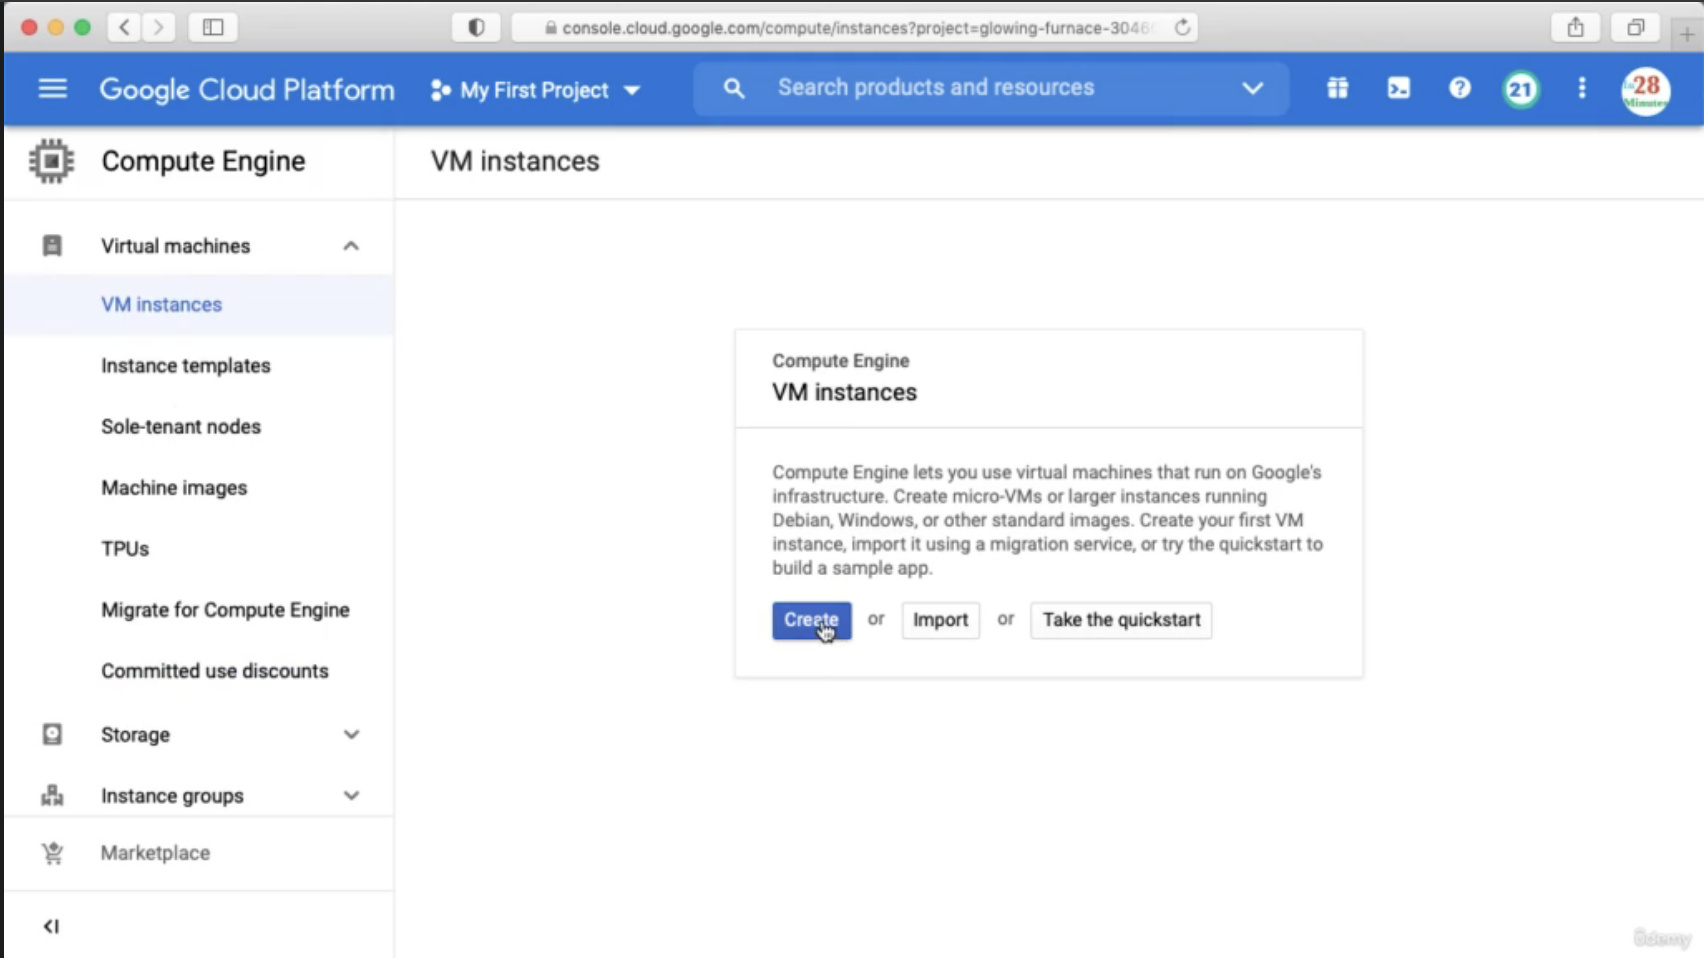 console.cloud.google.com/compute/instances?project=glowing-furnace-3046
Google Cloud Platform
My First Project
Search products and resources
21
in 28
Minutes
Compute Engine
VM instances
Virtual machines
VM instances
Instance templates
Sole-tenant nodes
Machine images
TPUs
Migrate for Compute Engine
Committed use discounts
Storage
Instance groups
Marketplace
Compute Engine
VM instances
Compute Engine lets you use virtual machines that run on Google's
infrastructure. Create micro-VMs or larger instances running
Debian, Windows, or other standard images. Create your first VM
instance, import it using a migration service, or try the quickstart to
build a sample app.
Create or Import or Take the quickstart
ûdemy